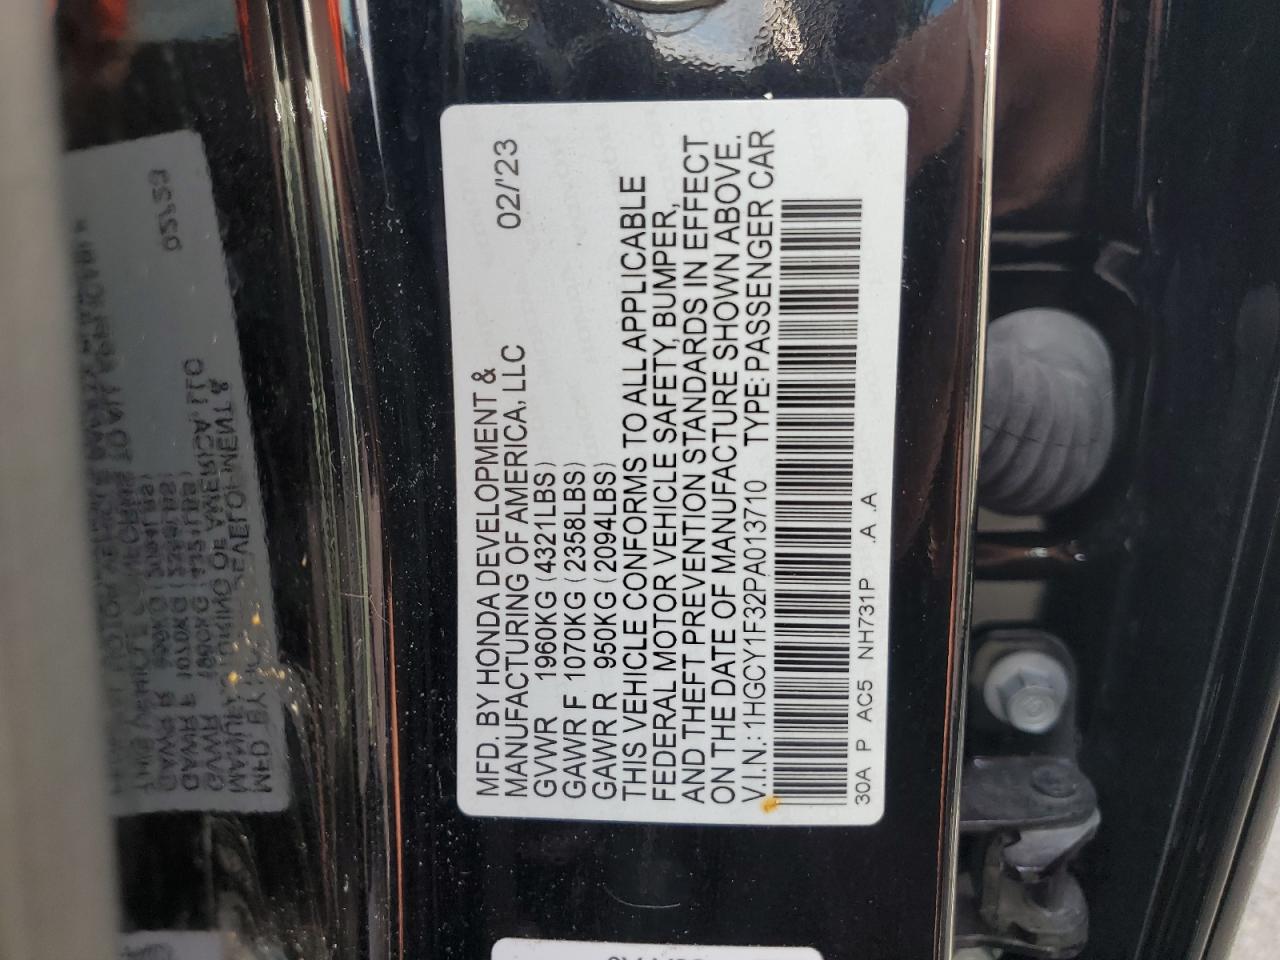 MFD. BY HONDA DEVELOPMENT &
MANUFACTURING OF AMERICA, LLC 02/'23
GVWR 1960KG (4321LBS)
GAWR F 1070KG (2358LBS)
GAWR R 950KG (2094LBS)
THIS VEHICLE CONFORMS TO ALL APPLICABLE
FEDERAL MOTOR VEHICLE SAFETY, BUMPER,
AND THEFT PREVENTION STANDARDS IN EFFECT
ON THE DATE OF MANUFACTURE SHOWN ABOVE.
V.I.N.: 1HGCY1F32PA013710 TYPE: PASSENGER CAR
30A P AC5 NH731P .A .A